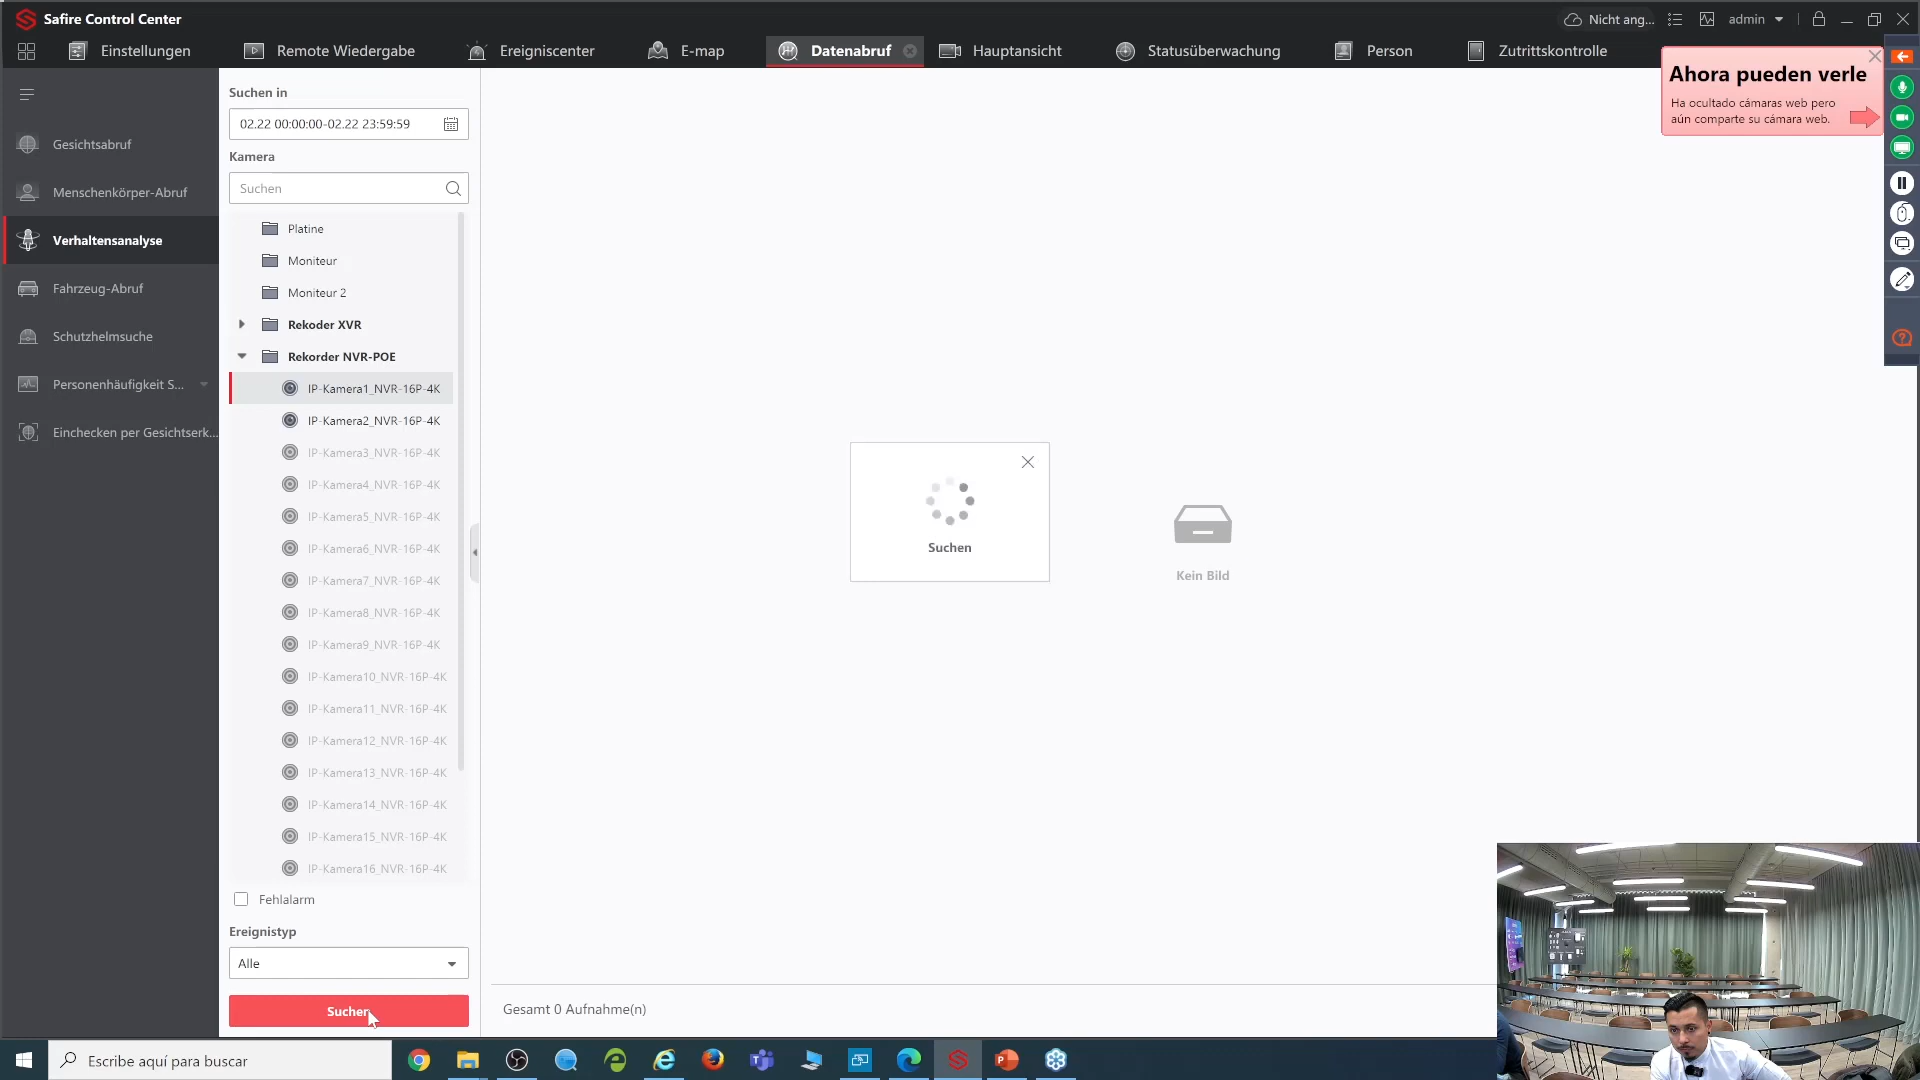 Safire Control Center
Nicht ang...
admin
Einstellungen
Remote Wiedergabe
Ereigniscenter
E-map
Datenabruf
Hauptansicht
Statusüberwachung
Person
Zutrittskontrolle
Ahora pueden verle
Ha ocultado cámaras web pero
aún comparte su cámara web.
Gesichtsabruf
Menschenkörper-Abruf
Verhaltensanalyse
Fahrzeug-Abruf
Schutzhelmsuche
Personenhäufigkeit S...
Einchecken per Gesichtserk...
Suchen in
02.22 00:00:00-02.22 23:59:59
Kamera
Suchen
Platine
Moniteur
Moniteur 2
Rekoder XVR
Rekorder NVR-POE
IP-Kamera1_NVR-16P-4K
IP-Kamera2_NVR-16P-4K
IP-Kamera3_NVR-16P-4K
IP-Kamera4_NVR-16P-4K
IP-Kamera5_NVR-16P-4K
IP-Kamera6_NVR-16P-4K
IP-Kamera7_NVR-16P-4K
IP-Kamera8_NVR-16P-4K
IP-Kamera9_NVR-16P-4K
IP-Kamera10_NVR-16P-4K
IP-Kamera11_NVR-16P-4K
IP-Kamera12_NVR-16P-4K
IP-Kamera13_NVR-16P-4K
IP-Kamera14_NVR-16P-4K
IP-Kamera15_NVR-16P-4K
IP-Kamera16_NVR-16P-4K
Fehlalarm
Ereignistyp
Alle
Suchen
Suchen
Kein Bild
Gesamt 0 Aufnahme(n)
Escribe aquí para buscar